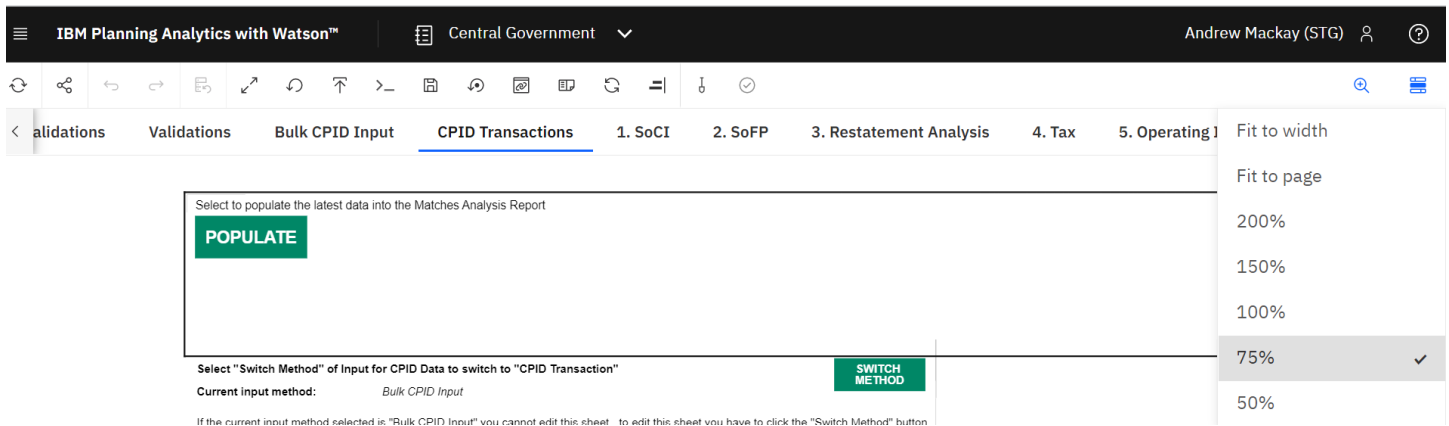 IBM Planning Analytics with Watson™ Central Government Andrew Mackay (STG)
alidations Validations Bulk CPID Input CPID Transactions 1. SoCI 2. SoFP 3. Restatement Analysis 4. Tax 5. Operating
Fit to width
Fit to page
200%
150%
100%
75%
50%
Select to populate the latest data into the Matches Analysis Report
POPULATE
Select "Switch Method" of Input for CPID Data to switch to "CPID Transaction"
SWITCH
METHOD
Current input method: Bulk CPID Input
If the current input method selected is "Bulk CPID Input" you cannot edit this sheet, to edit this sheet you have to click the "Switch Method" button